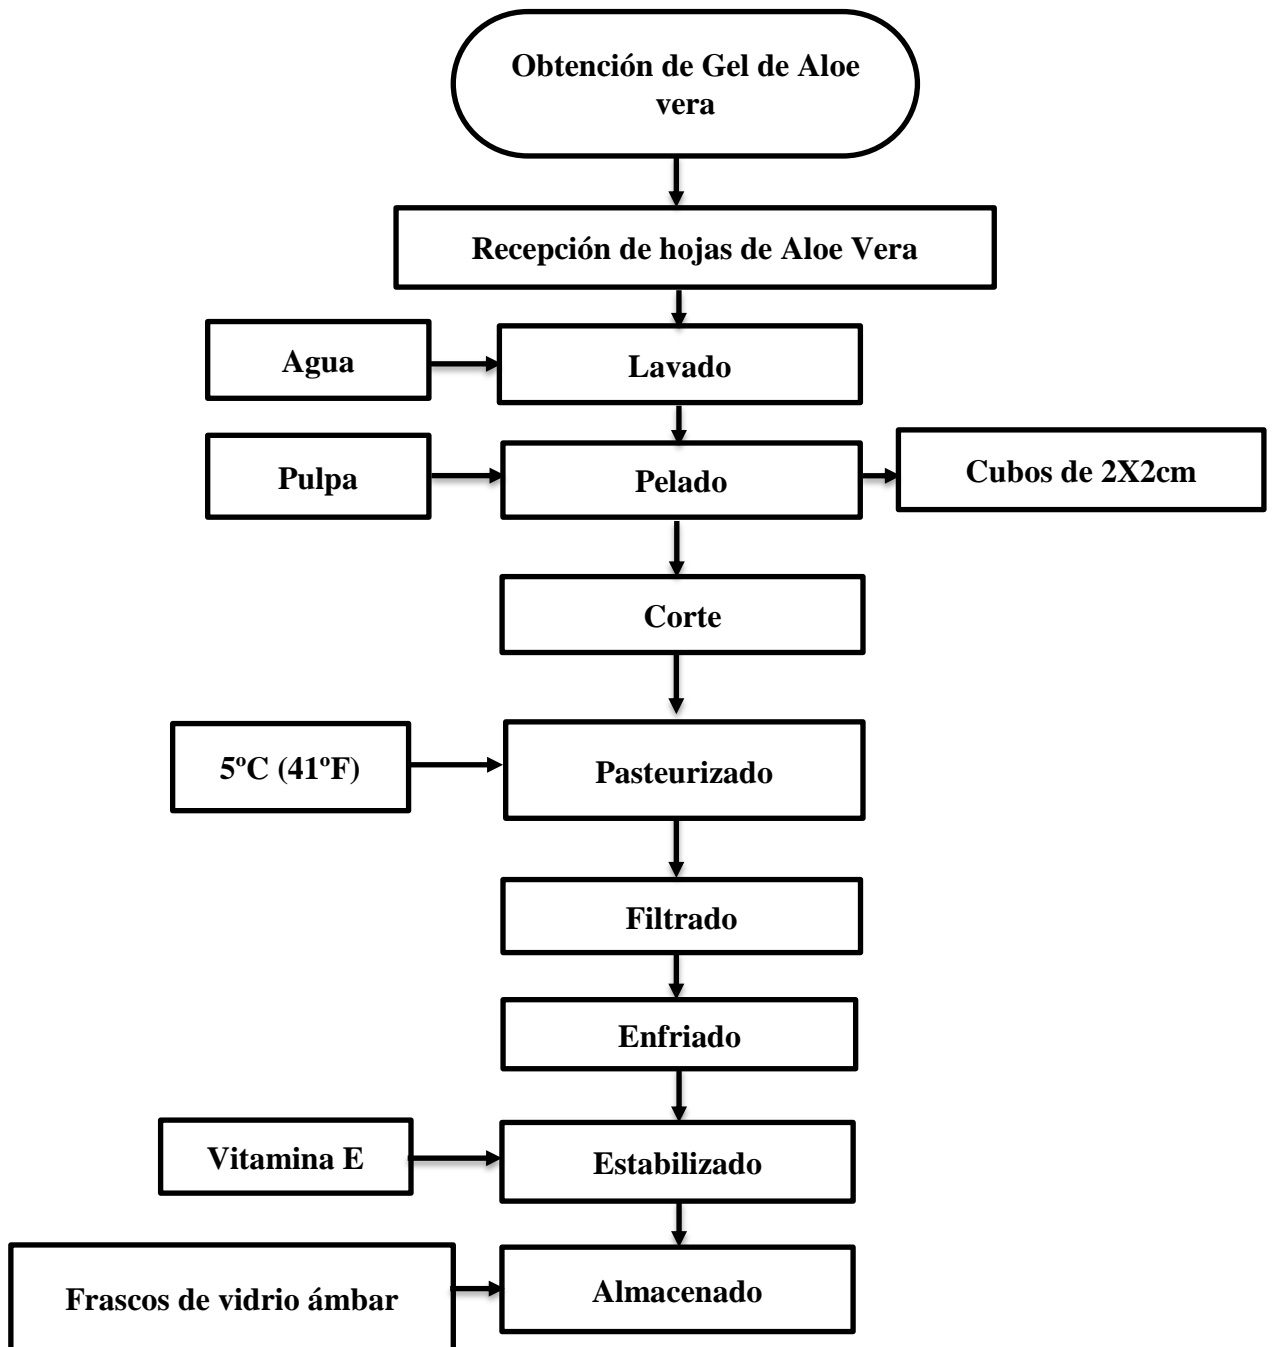 Obtención de Gel de Aloe
vera
Recepción de hojas de Aloe Vera
Agua
Lavado
Pulpa
Pelado
Cubos de 2X2cm
Corte
5ºC (41ºF)
Pasteurizado
Filtrado
Enfriado
Vitamina E
Estabilizado
Frascos de vidrio ámbar
Almacenado